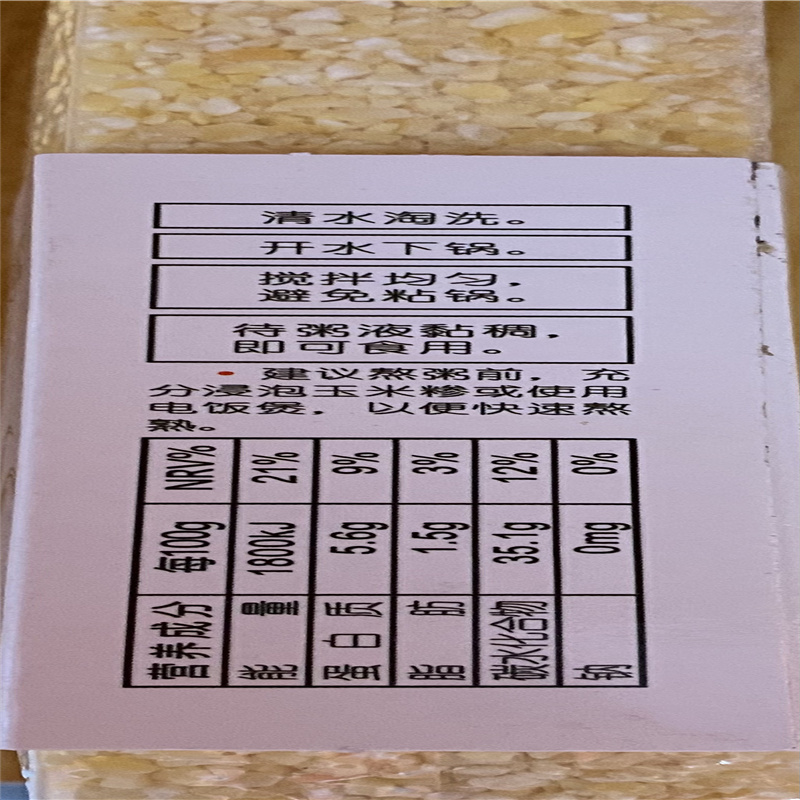 清水淘洗。
开水下锅。
搅拌均匀,
避免粘锅。
待粥液黏稠,
即可食用。
建议熬粥前,充
分浸泡玉米糁或使用
电饭煲,以便快速熬
熟。
营养成分 每100g NRV%
能量 1800kJ 21%
蛋白质 5.6g 9%
脂肪 1.5g 3%
碳水化合物 35.1g 12%
钠 0mg 0%